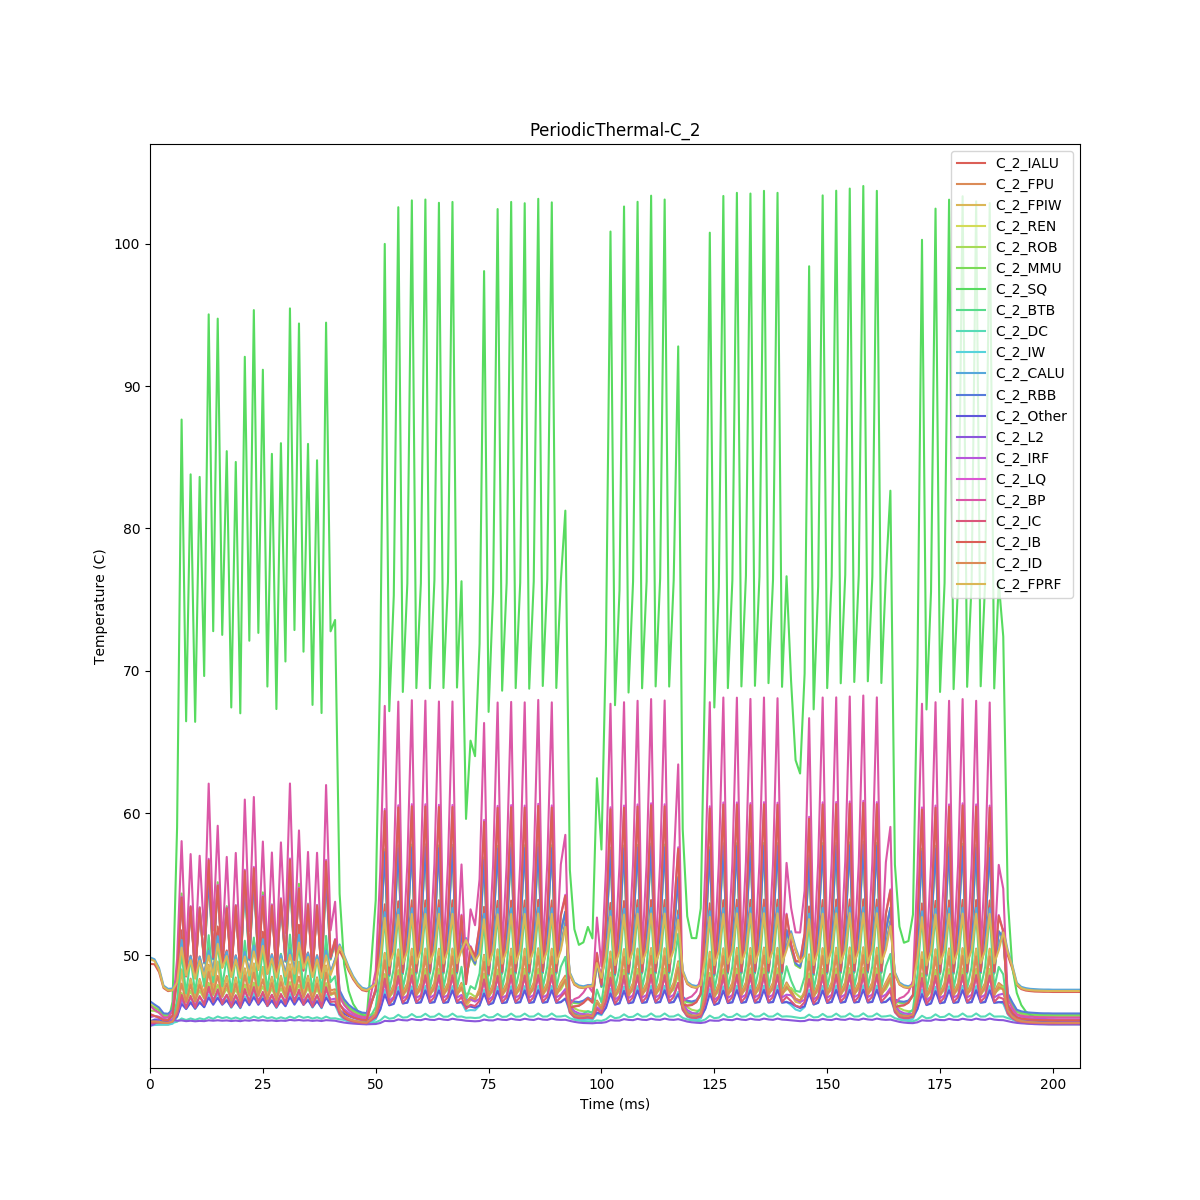 PeriodicThermal-C_2
C_2_IALU
C_2_FPU
C_2_FPIW
C_2_REN
C_2_ROB
C_2_MMU
C_2_SQ
C_2_BTB
C_2_DC
C_2_IW
C_2_CALU
C_2_RBB
C_2_Other
C_2_L2
C_2_IRF
C_2_LQ
C_2_BP
C_2_IC
C_2_IB
C_2_ID
C_2_FPRF
Temperature (C)
100
90
80
70
60
50
0 25 50 75 100 125 150 175 200
Time (ms)